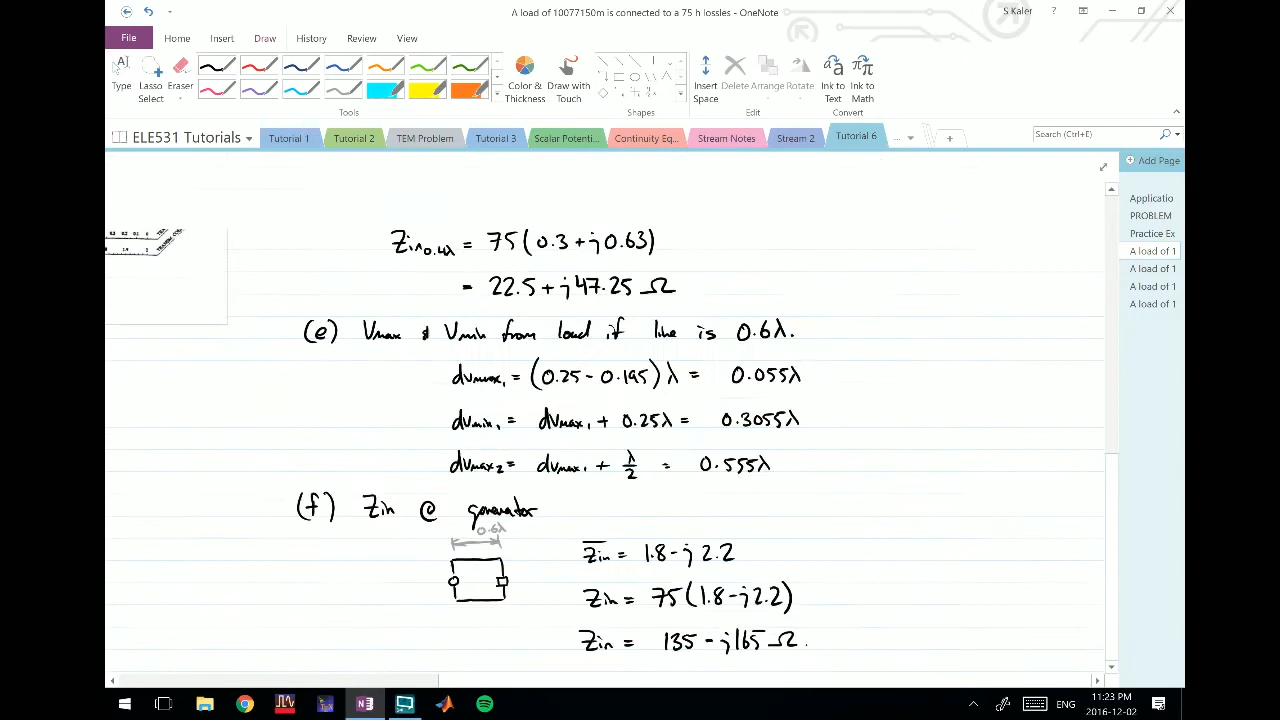 A load of 10077150m is connected to a 75 h lossles - OneNote
S Kaler
?
File Home Insert Draw History Review View
Type
Lasso Select
Eraser
Color & Thickness
Draw with Touch
Insert Space
Delete
Arrange
Rotate
Ink to Text
Ink to Math
Tools
Shapes
Edit
Convert
ELE531 Tutorials
Tutorial 1
Tutorial 2
TEM Problem
Tutorial 3
Scalar Potenti...
Continuity Eq...
Stream Notes
Stream 2
Tutorial 6
...
+
Search (Ctrl+E)
Add Page
Applicatio
PROBLEM
Practice Ex
A load of 1
A load of 1
A load of 1
A load of 1
Zin0.4λ = 75(0.3+j0.63)
= 22.5+j47.25 Ω
(e) Vmax & Vmin from load if line is 0.6λ.
dvmax1 = (0.25 - 0.195)λ = 0.055λ
dvmin1 = dvmax1 + 0.25λ = 0.3055λ
dvmax2 = dvmax1 + λ/2 = 0.555λ
(f) Zin @ generator
0.6λ
Z̅in = 1.8-j2.2
Zin = 75(1.8-j2.2)
Zin = 135 - j165 Ω.
ENG
11:23 PM
2016-12-02